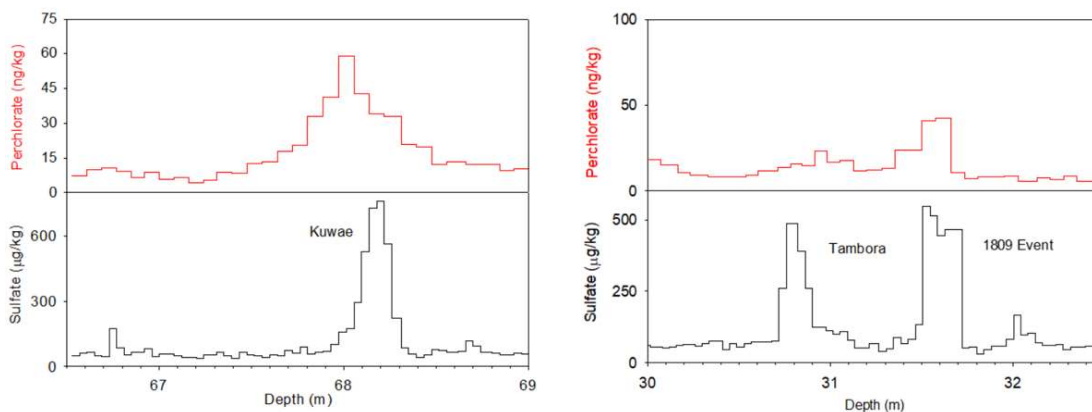 75
60
45
30
15
0
Perchlorate (ng/kg)
600
300
0
Sulfate (µg/kg)
Kuwae
67
68
69
Depth (m)
100
50
0
Perchlorate (ng/kg)
500
250
0
Sulfate (µg/kg)
Tambora
1809 Event
30
31
32
Depth (m)